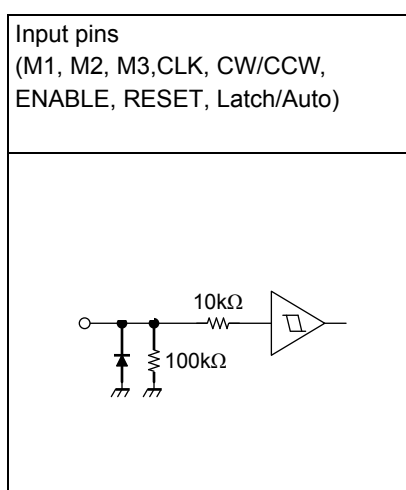 Input pins
(M1, M2, M3,CLK, CW/CCW,
ENABLE, RESET, Latch/Auto)
10kΩ
100kΩ